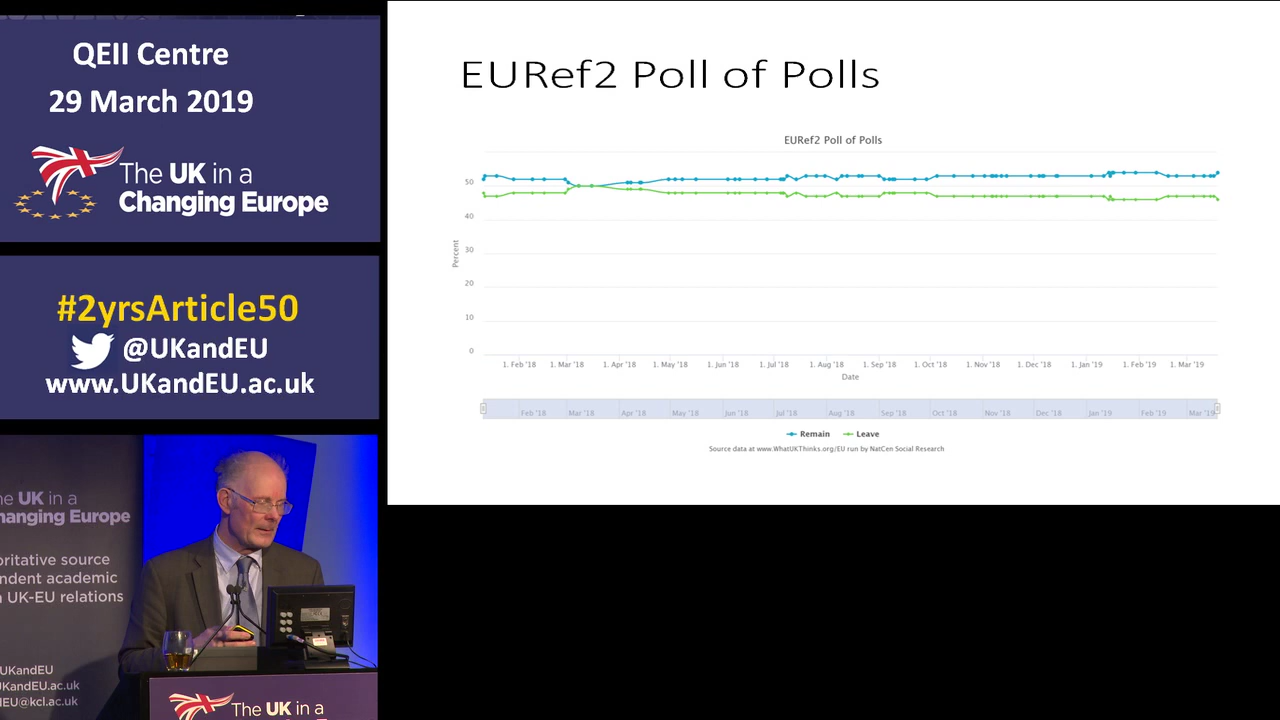 QEII Centre
29 March 2019
The UK in a
Changing Europe
#2yrsArticle50
@UKandEU
www.UKandEU.ac.uk
he UK in a
hanging Europe
oritative source
ndent academic
UK-EU relations
UKandEU
UKandEU.ac.uk
dEU@kcl.ac.uk
The UK in a
EURef2 Poll of Polls
EURef2 Poll of Polls
Percent
50
40
30
20
10
0
1. Feb '18 1. Mar '18 1. Apr '18 1. May '18 1. Jun '18 1. Jul '18 1. Aug '18 1. Sep '18 1. Oct '18 1. Nov '18 1. Dec '18 1. Jan '19 1. Feb '19 1. Mar '19
Date
Feb '18 Mar '18 Apr '18 May '18 Jun '18 Jul '18 Aug '18 Sep '18 Oct '18 Nov '18 Dec '18 Jan '19 Feb '19 Mar '19
Remain Leave
Source data at www.WhatUKThinks.org/EU run by NatCen Social Research